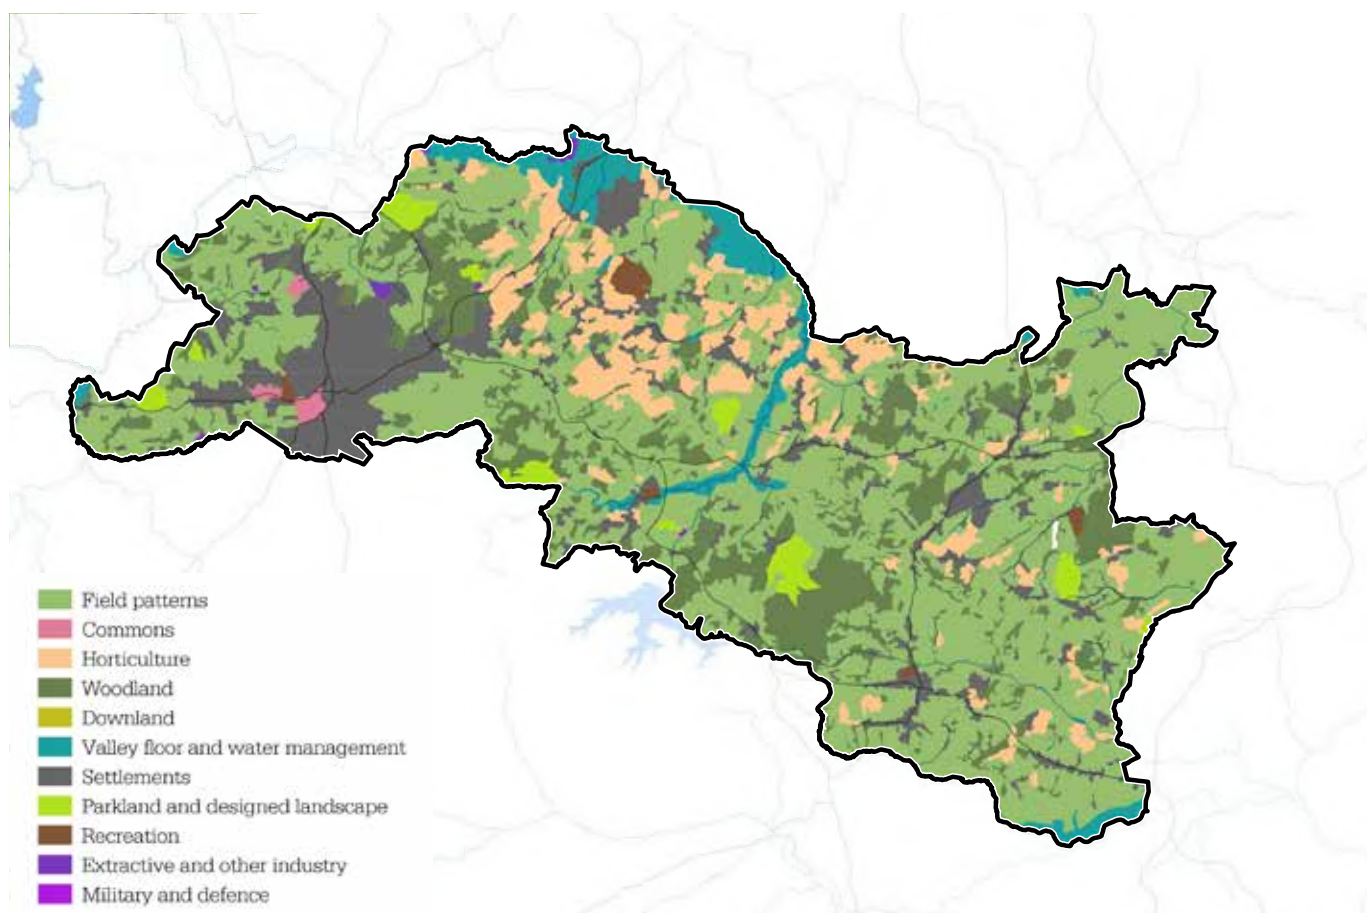 Field patterns
Commons
Horticulture
Woodland
Downland
Valley floor and water management
Settlements
Parkland and designed landscape
Recreation
Extractive and other industry
Military and defence